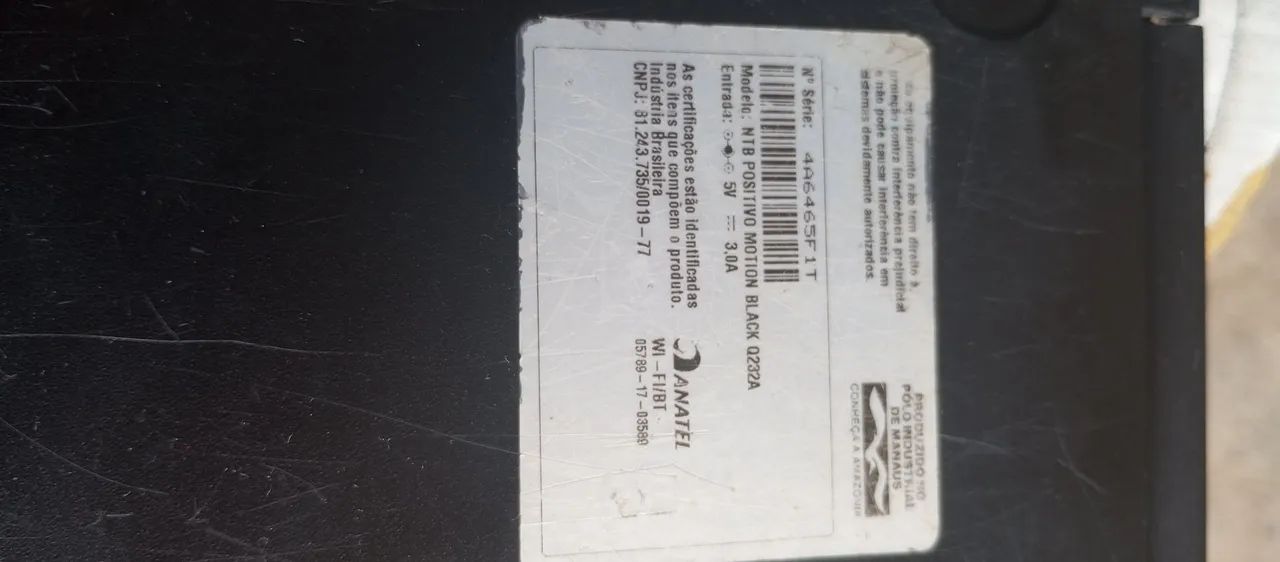 equipamento não tem direito à
proteção contra interferência prejudicial
e não pode causar interferência em
sistemas devidamente autorizados.
PRODUZIDO NO
PÓLO INDUSTRIAL
DE MANAUS
CONHEÇA A AMAZÔNIA
Nº Série: 4A6465F1T
Modelo: NTB POSITIVO MOTION BLACK Q232A
Entrada: 5V 3,0A
As certificações estão identificadas
nos itens que compõem o produto.
Indústria Brasileira
CNPJ: 81.243.735/0019-77
ANATEL
WI-FI/BT
05789-17-03580